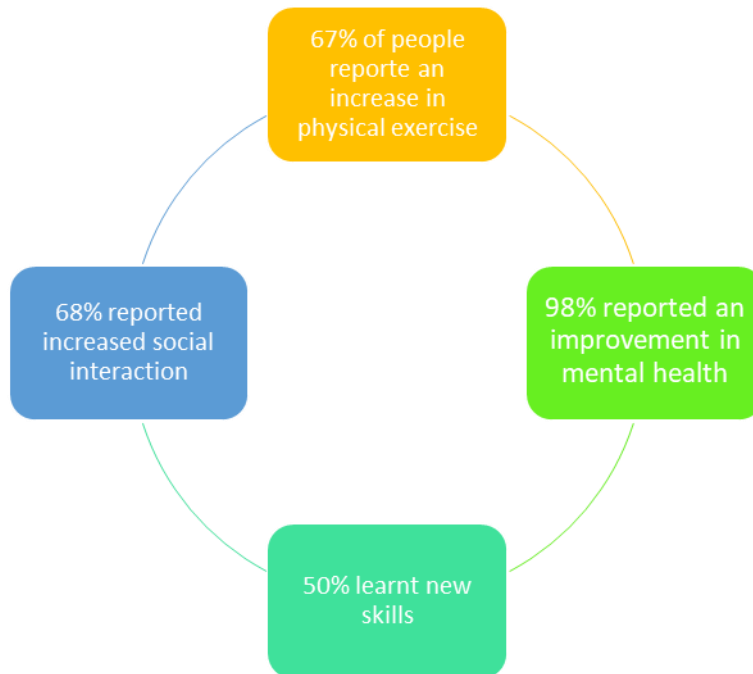 67% of people
reporte an
increase in
physical exercise
98% reported an
improvement in
mental health
50% learnt new
skills
68% reported
increased social
interaction